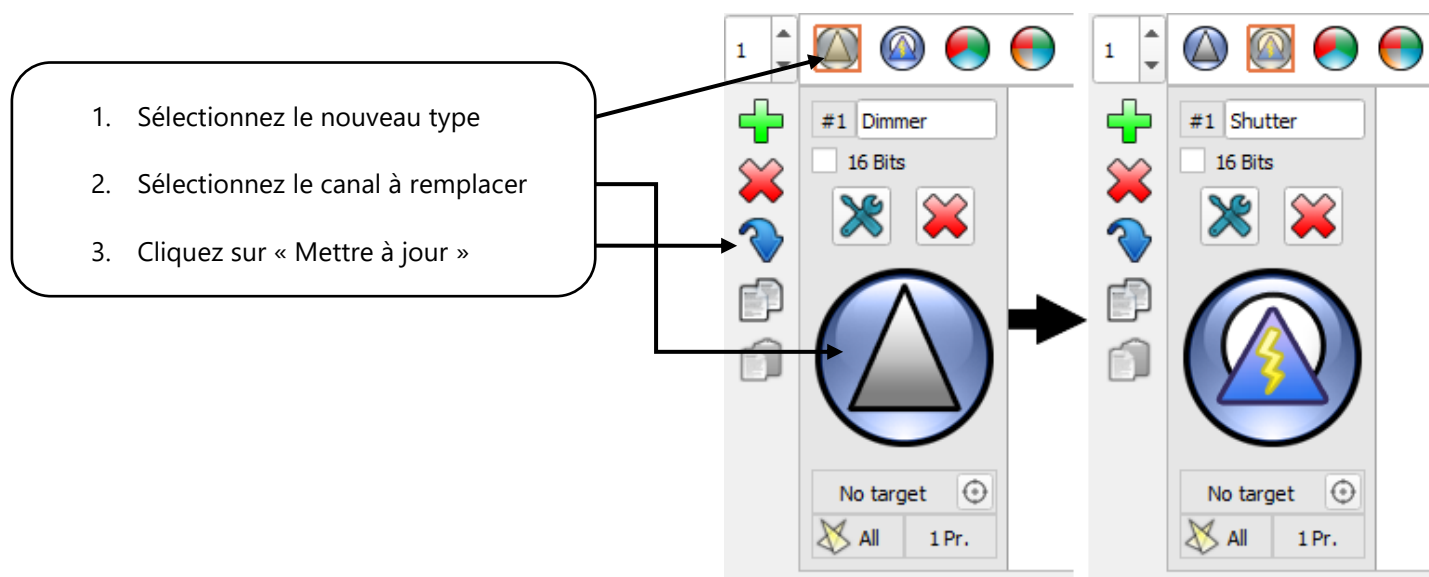 1. Sélectionnez le nouveau type
2. Sélectionnez le canal à remplacer
3. Cliquez sur « Mettre à jour »
1
#1 Dimmer
16 Bits
No target
All 1 Pr.
1
#1 Shutter
16 Bits
No target
All 1 Pr.